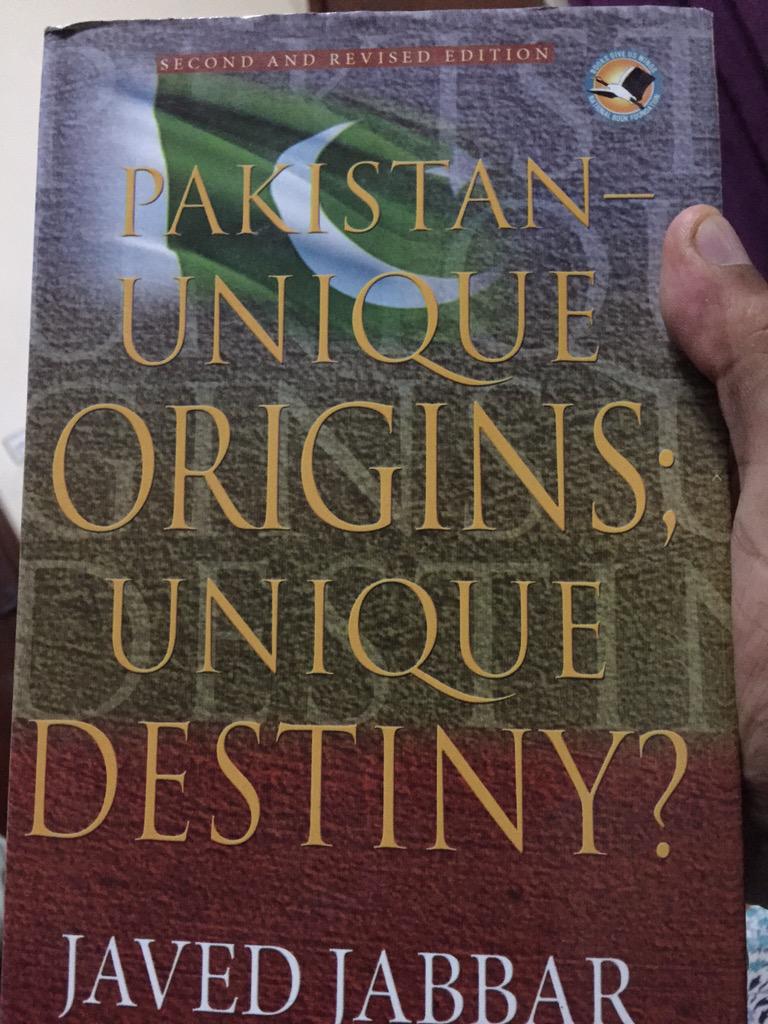 SECOND AND REVISED EDITION
BOOKS GIVE US WINGS
NATIONAL BOOK FOUNDATION
PAKISTAN–
UNIQUE
ORIGINS;
UNIQUE
DESTINY?
JAVED JABBAR